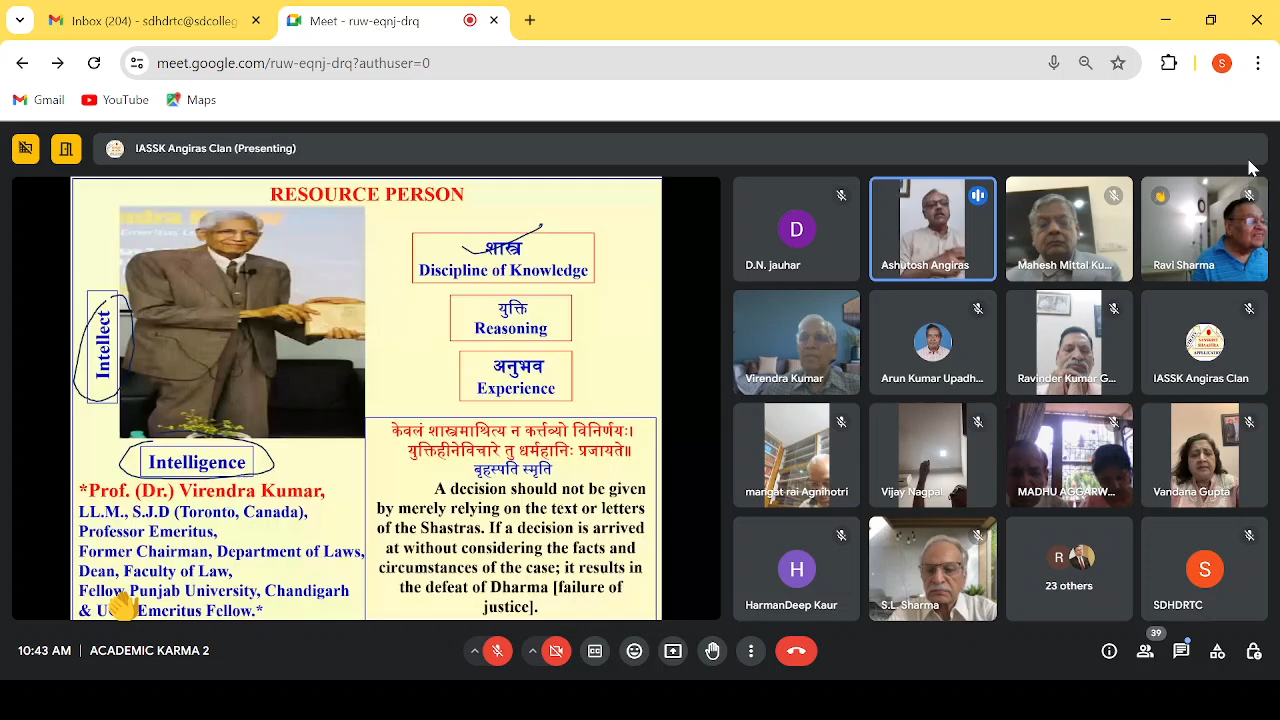 Inbox (204) - sdhdrtc@sdcolleg
Meet - ruw-eqnj-drq
meet.google.com/ruw-eqnj-drq?authuser=0
S
Gmail
YouTube
Maps
IASSK Angiras Clan (Presenting)
RESOURCE PERSON
शास्त्र
Discipline of Knowledge
युक्ति
Reasoning
अनुभव
Experience
Intellect
Intelligence
*Prof. (Dr.) Virendra Kumar,
LL.M., S.J.D (Toronto, Canada),
Professor Emeritus,
Former Chairman, Department of Laws,
Dean, Faculty of Law,
Fellow Punjab University, Chandigarh
& U Emeritus Fellow.*
केवलं शास्त्रमाश्रित्य न कर्त्तव्यो विनिर्णयः।
युक्तिहीनेविचारे तु धर्महानिः प्रजायते॥
बृहस्पति स्मृति
A decision should not be given
by merely relying on the text or letters
of the Shastras. If a decision is arrived
at without considering the facts and
circumstances of the case; it results in
the defeat of Dharma [failure of
justice].
D
D.N. jauhar
Ashutosh Angiras
Mahesh Mittal Ku...
Ravi Sharma
Virendra Kumar
Arun Kumar Upadh...
Ravinder Kumar G...
SANSKRIT
SHAASTRA
APPLICATION
IASSK Angiras Clan
mangat rai Agnihotri
Vijay Nagpal
MADHU AGGARW...
Vandana Gupta
H
HarmanDeep Kaur
S.L. Sharma
R
23 others
S
SDHDRTC
10:43 AM | ACADEMIC KARMA 2
39